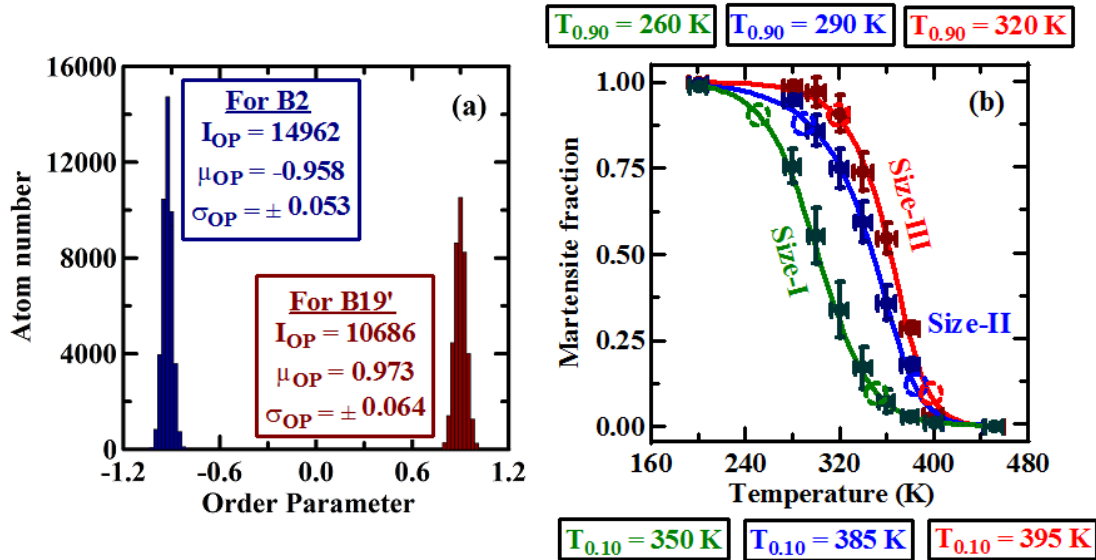 T0.90 = 260 K
T0.90 = 290 K
T0.90 = 320 K
16000
12000
8000
4000
0
Atom number
(a)
For B2
IOP = 14962
μOP = -0.958
σOP = ± 0.053
For B19'
IOP = 10686
μOP = 0.973
σOP = ± 0.064
-1.2 -0.6 0.0 0.6 1.2
Order Parameter
1.00
0.75
0.50
0.25
0.00
Martensite fraction
(b)
Size-I
Size-II
Size-III
160 240 320 400 480
Temperature (K)
T0.10 = 350 K
T0.10 = 385 K
T0.10 = 395 K